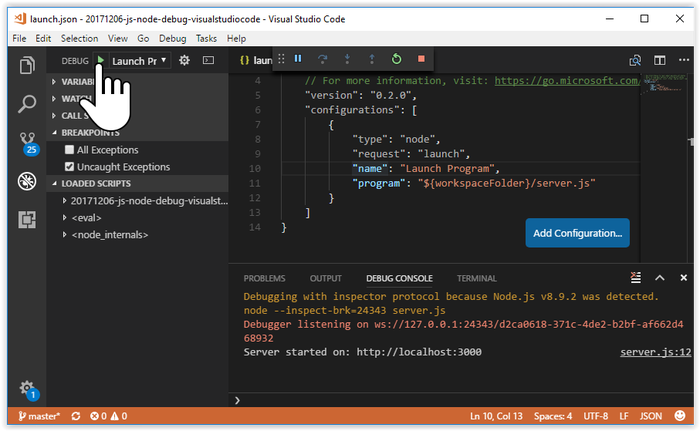 launch.json - 20171206-js-node-debug-visualstudiocode - Visual Studio Code
File Edit Selection View Go Debug Tasks Help
DEBUG Launch Pr
{} lau
VARIAB
WATCH
CALL S
BREAKPOINTS
All Exceptions
Uncaught Exceptions
LOADED SCRIPTS
20171206-js-node-debug-visualst...
<eval>
<node_internals>
25
1
4 // For more information, visit: https://go.microsoft.com/
5 "version": "0.2.0",
6 "configurations": [
7 {
8 "type": "node",
9 "request": "launch",
10 "name": "Launch Program",
11 "program": "${workspaceFolder}/server.js"
12 }
13 ]
14 }
Add Configuration...
PROBLEMS OUTPUT DEBUG CONSOLE TERMINAL
Debugging with inspector protocol because Node.js v8.9.2 was detected.
node --inspect-brk=24343 server.js
Debugger listening on ws://127.0.0.1:24343/d2ca0618-371c-4de2-b2bf-af662d4
68932
Server started on: http://localhost:3000 server.js:12
master* 0 0 Ln 10, Col 13 Spaces: 4 UTF-8 LF JSON